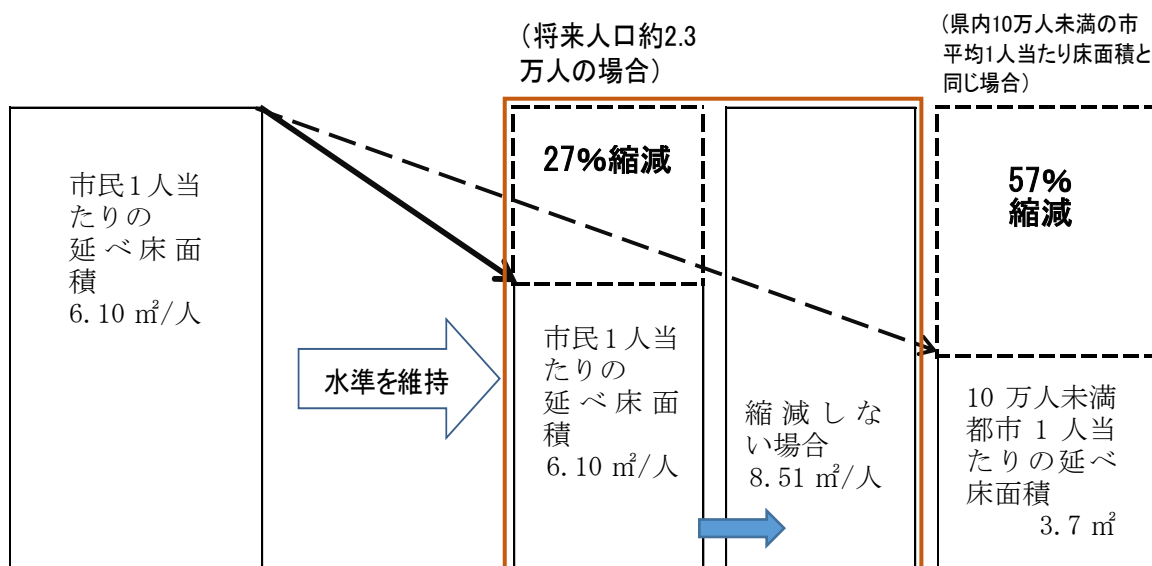 (将来人口約2.3
万人の場合)
(県内10万人未満の市
平均1人当たり床面積と
同じ場合)
市民1人当
たりの
延べ床面
積
6.10 ㎡/人
水準を維持
27%縮減
市民1人当
たりの
延べ床面
積
6.10 ㎡/人
縮減しな
い場合
8.51 ㎡/人
57%
縮減
10 万人未満
都市 1 人当
たりの延べ
床面積
3.7 ㎡